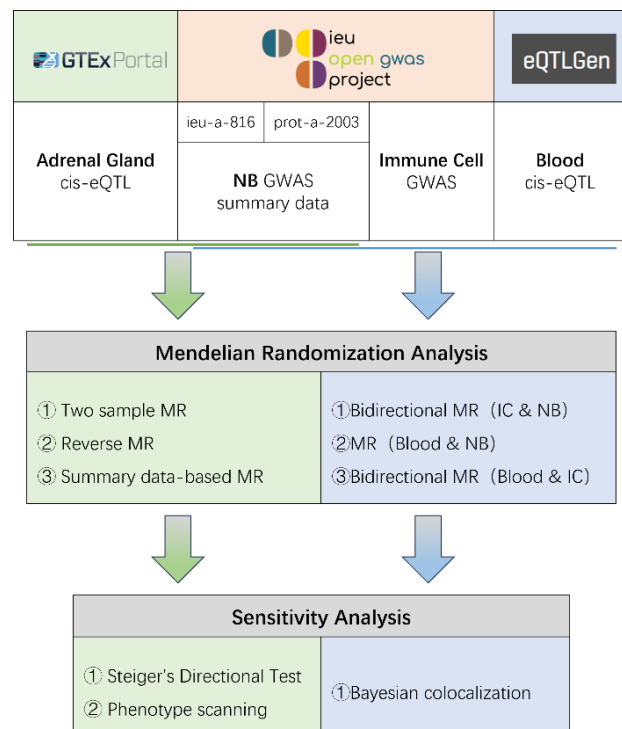 GTEx Portal
ieu
open gwas
project
eQTLGen
ieu-a-816
prot-a-2003
Adrenal Gland
cis-eQTL
NB GWAS
summary data
Immune Cell
GWAS
Blood
cis-eQTL
Mendelian Randomization Analysis
① Two sample MR
② Reverse MR
③ Summary data-based MR
①Bidirectional MR（IC & NB）
②MR（Blood & NB）
③Bidirectional MR（Blood & IC）
Sensitivity Analysis
① Steiger's Directional Test
② Phenotype scanning
①Bayesian colocalization